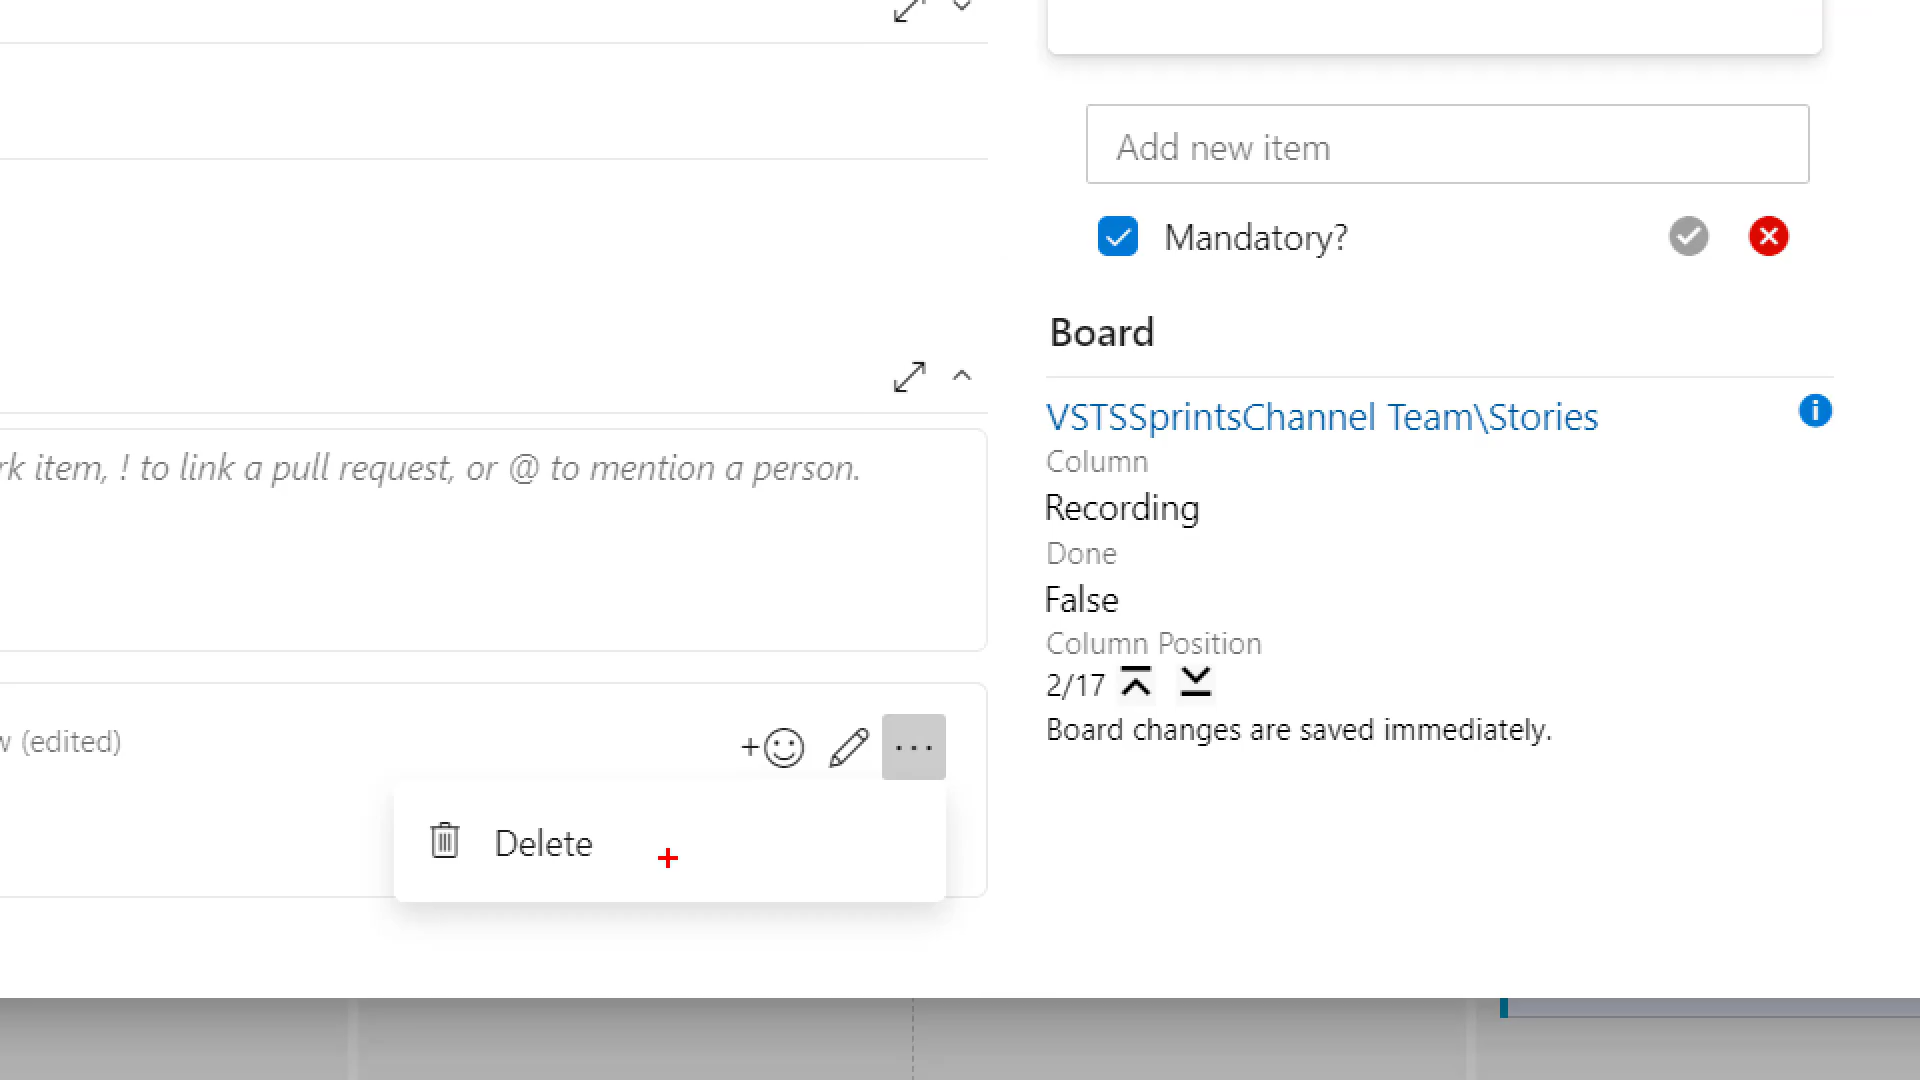 rk item, ! to link a pull request, or @ to mention a person.
(edited)
Delete
Add new item
Mandatory?
Board
VSTSSprintsChannel Team\Stories
Column
Recording
Done
False
Column Position
2/17
Board changes are saved immediately.